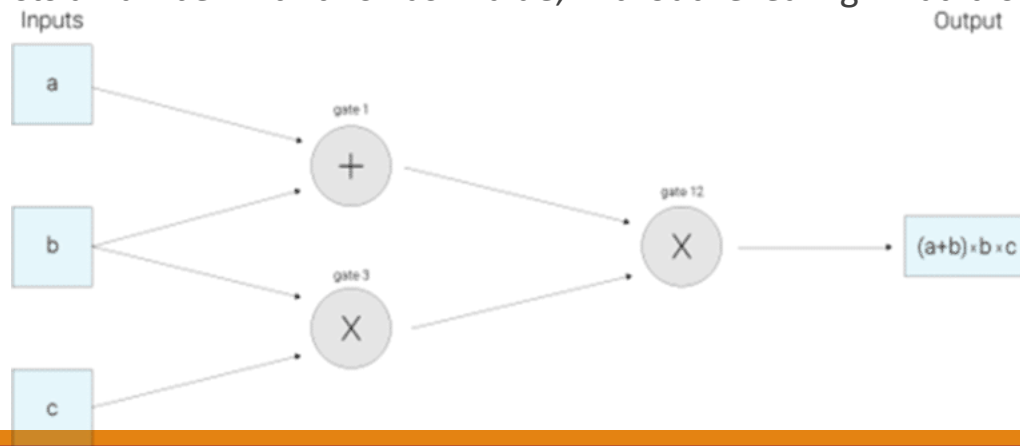 Inputs
Output
a
gate 1
+
b
gate 12
X
(a+b)×b×c
gate 3
X
c